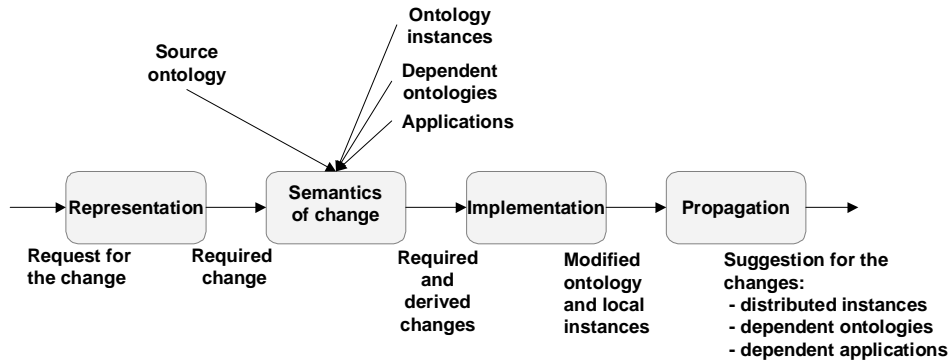 Ontology
instances
Source
ontology
Dependent
ontologies
Applications
Representation
Semantics
of change
Implementation
Propagation
Request for
the change
Required
change
Required
and
derived
changes
Modified
ontology
and local
instances
Suggestion for the
changes:
- distributed instances
- dependent ontologies
- dependent applications